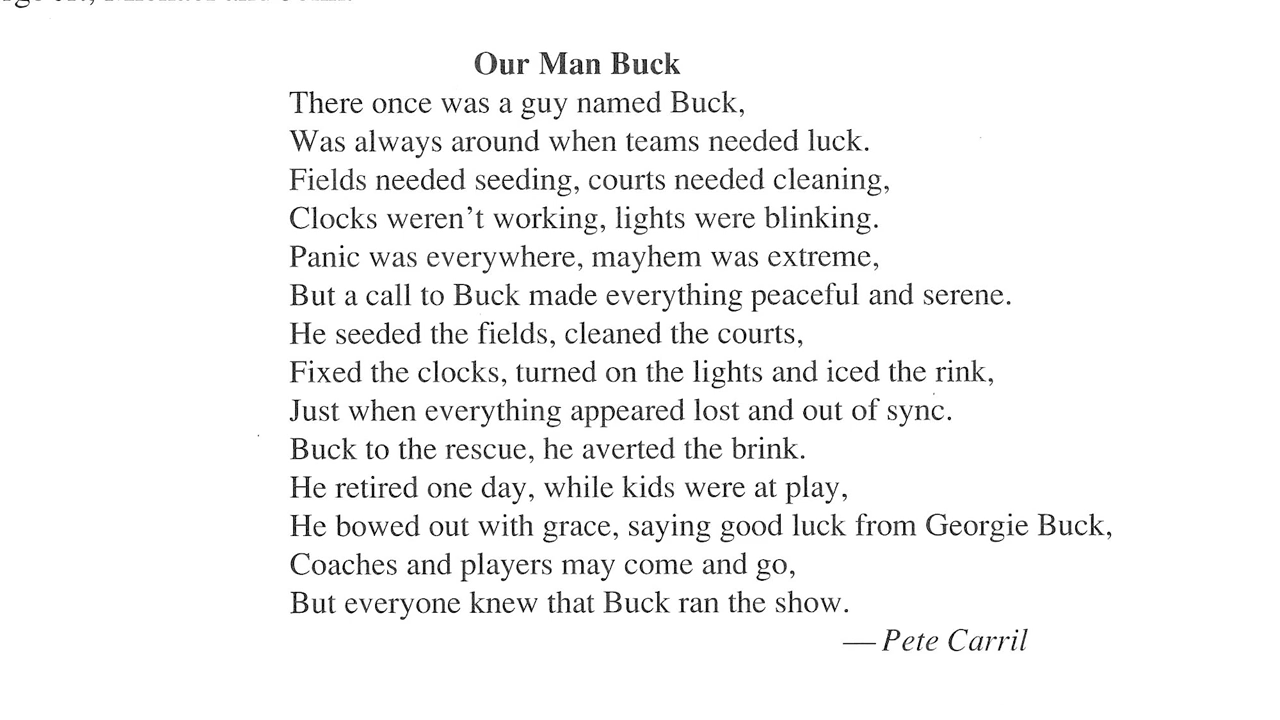 Our Man Buck
There once was a guy named Buck,
Was always around when teams needed luck.
Fields needed seeding, courts needed cleaning,
Clocks weren’t working, lights were blinking.
Panic was everywhere, mayhem was extreme,
But a call to Buck made everything peaceful and serene.
He seeded the fields, cleaned the courts,
Fixed the clocks, turned on the lights and iced the rink,
Just when everything appeared lost and out of sync.
Buck to the rescue, he averted the brink.
He retired one day, while kids were at play,
He bowed out with grace, saying good luck from Georgie Buck,
Coaches and players may come and go,
But everyone knew that Buck ran the show.
— Pete Carril